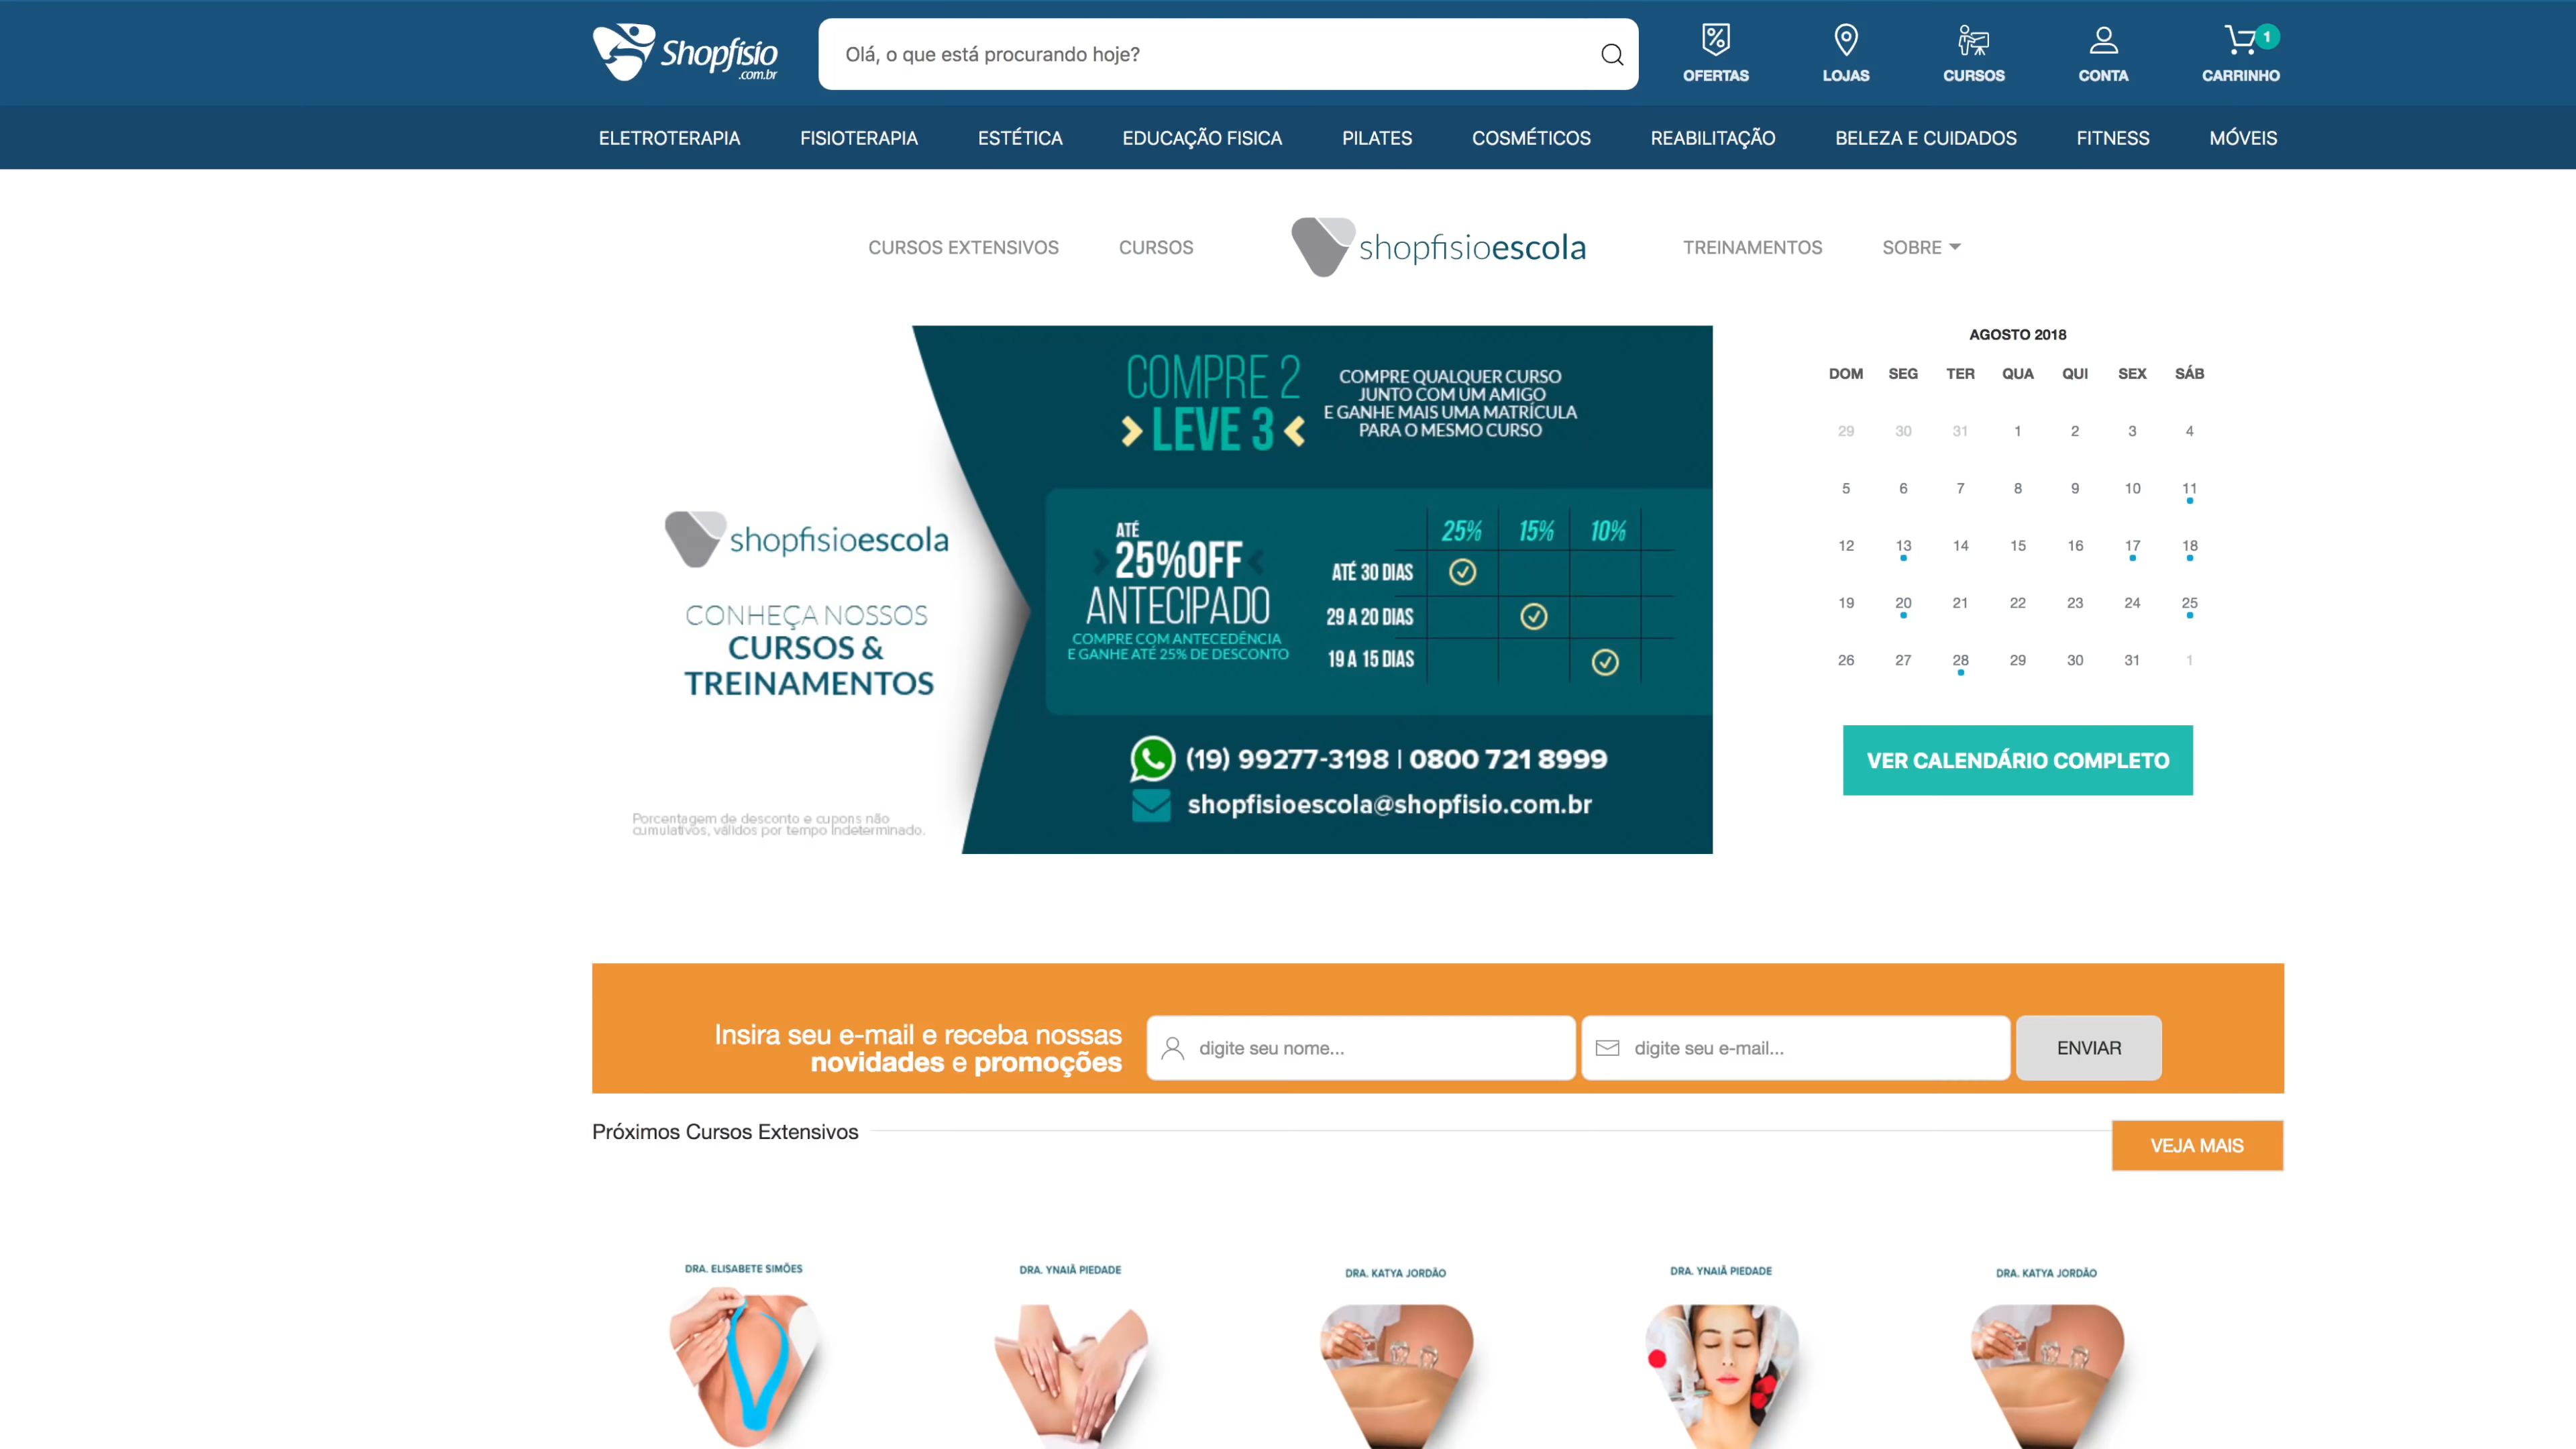 Shopfisio
.com.br
Olá, o que está procurando hoje?
OFERTAS
LOJAS
CURSOS
CONTA
1
CARRINHO
ELETROTERAPIA FISIOTERAPIA ESTÉTICA EDUCAÇÃO FISICA PILATES COSMÉTICOS REABILITAÇÃO BELEZA E CUIDADOS FITNESS MÓVEIS
CURSOS EXTENSIVOS CURSOS shopfisioescola TREINAMENTOS SOBRE
shopfisioescola
CONHEÇA NOSSOS
CURSOS &
TREINAMENTOS
Porcentagem de desconto e cupons não
cumulativos, válidos por tempo indeterminado.
COMPRE 2
LEVE 3
COMPRE QUALQUER CURSO
JUNTO COM UM AMIGO
E GANHE MAIS UMA MATRÍCULA
PARA O MESMO CURSO
ATÉ
25%OFF
ANTECIPADO
COMPRE COM ANTECEDÊNCIA
E GANHE ATÉ 25% DE DESCONTO
25% 15% 10%
ATÉ 30 DIAS
29 A 20 DIAS
19 A 15 DIAS
(19) 99277-3198 | 0800 721 8999
shopfisioescola@shopfisio.com.br
AGOSTO 2018
DOM SEG TER QUA QUI SEX SÁB
29 30 31 1 2 3 4
5 6 7 8 9 10 11
12 13 14 15 16 17 18
19 20 21 22 23 24 25
26 27 28 29 30 31 1
VER CALENDÁRIO COMPLETO
Insira seu e-mail e receba nossas
novidades e promoções
digite seu nome...
digite seu e-mail...
ENVIAR
Próximos Cursos Extensivos
VEJA MAIS
DRA. ELISABETE SIMÕES
DRA. YNAIÃ PIEDADE
DRA. KATYA JORDÃO
DRA. YNAIÃ PIEDADE
DRA. KATYA JORDÃO